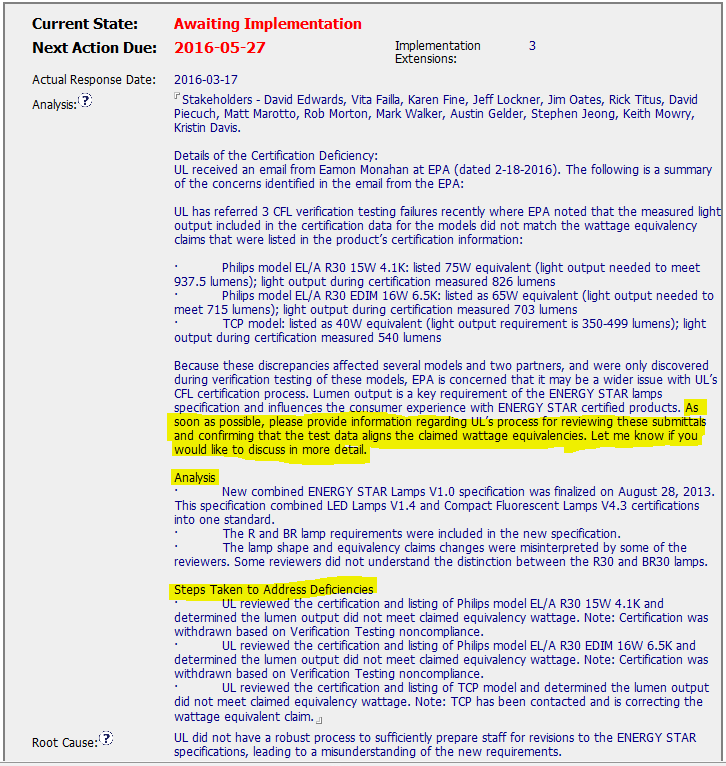 Current State: Awaiting Implementation
Next Action Due: 2016-05-27 Implementation Extensions: 3
Actual Response Date: 2016-03-17
Analysis: ? Stakeholders - David Edwards, Vita Failla, Karen Fine, Jeff Lockner, Jim Oates, Rick Titus, David
Piecuch, Matt Marotto, Rob Morton, Mark Walker, Austin Gelder, Stephen Jeong, Keith Mowry,
Kristin Davis.
Details of the Certification Deficiency:
UL received an email from Eamon Monahan at EPA (dated 2-18-2016). The following is a summary
of the concerns identified in the email from the EPA:
UL has referred 3 CFL verification testing failures recently where EPA noted that the measured light
output included in the certification data for the models did not match the wattage equivalency
claims that were listed in the product's certification information:
· Philips model EL/A R30 15W 4.1K: listed 75W equivalent (light output needed to meet
937.5 lumens); light output during certification measured 826 lumens
· Philips model EL/A R30 EDIM 16W 6.5K: listed as 65W equivalent (light output needed to
meet 715 lumens); light output during certification measured 703 lumens
· TCP model: listed as 40W equivalent (light output requirement is 350-499 lumens); light
output during certification measured 540 lumens
Because these discrepancies affected several models and two partners, and were only discovered
during verification testing of these models, EPA is concerned that it may be a wider issue with UL's
CFL certification process. Lumen output is a key requirement of the ENERGY STAR lamps
specification and influences the consumer experience with ENERGY STAR certified products. As
soon as possible, please provide information regarding UL's process for reviewing these submittals
and confirming that the test data aligns the claimed wattage equivalencies. Let me know if you
would like to discuss in more detail.
Analysis
· New combined ENERGY STAR Lamps V1.0 specification was finalized on August 28, 2013.
This specification combined LED Lamps V1.4 and Compact Fluorescent Lamps V4.3 certifications
into one standard.
· The R and BR lamp requirements were included in the new specification.
· The lamp shape and equivalency claims changes were misinterpreted by some of the
reviewers. Some reviewers did not understand the distinction between the R30 and BR30 lamps.
Steps Taken to Address Deficiencies
· UL reviewed the certification and listing of Philips model EL/A R30 15W 4.1K and
determined the lumen output did not meet claimed equivalency wattage. Note: Certification was
withdrawn based on Verification Testing noncompliance.
· UL reviewed the certification and listing of Philips model EL/A R30 EDIM 16W 6.5K and
determined the lumen output did not meet claimed equivalency wattage. Note: Certification was
withdrawn based on Verification Testing noncompliance.
· UL reviewed the certification and listing of TCP model and determined the lumen output
did not meet claimed equivalency wattage. Note: TCP has been contacted and is correcting the
wattage equivalent claim.
Root Cause: ? UL did not have a robust process to sufficiently prepare staff for revisions to the ENERGY STAR
specifications, leading to a misunderstanding of the new requirements.